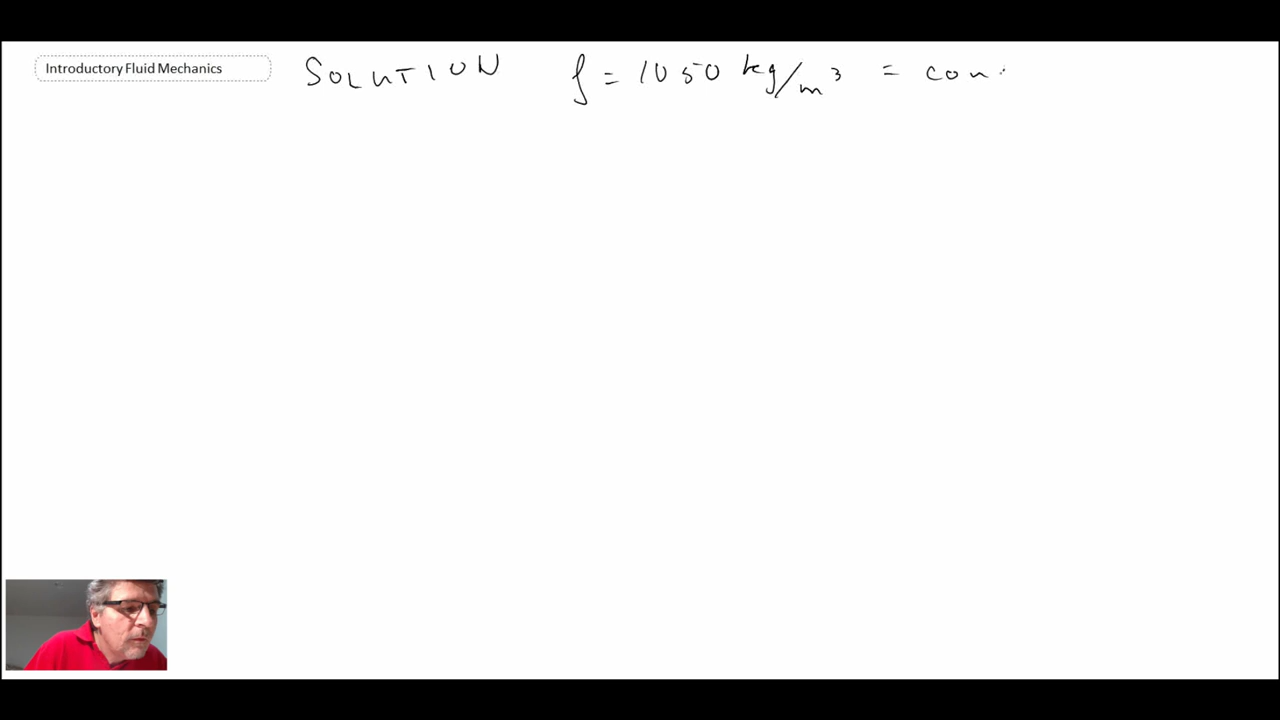 Introductory Fluid Mechanics
SOLUTION ρ = 1050 kg/m³ = con